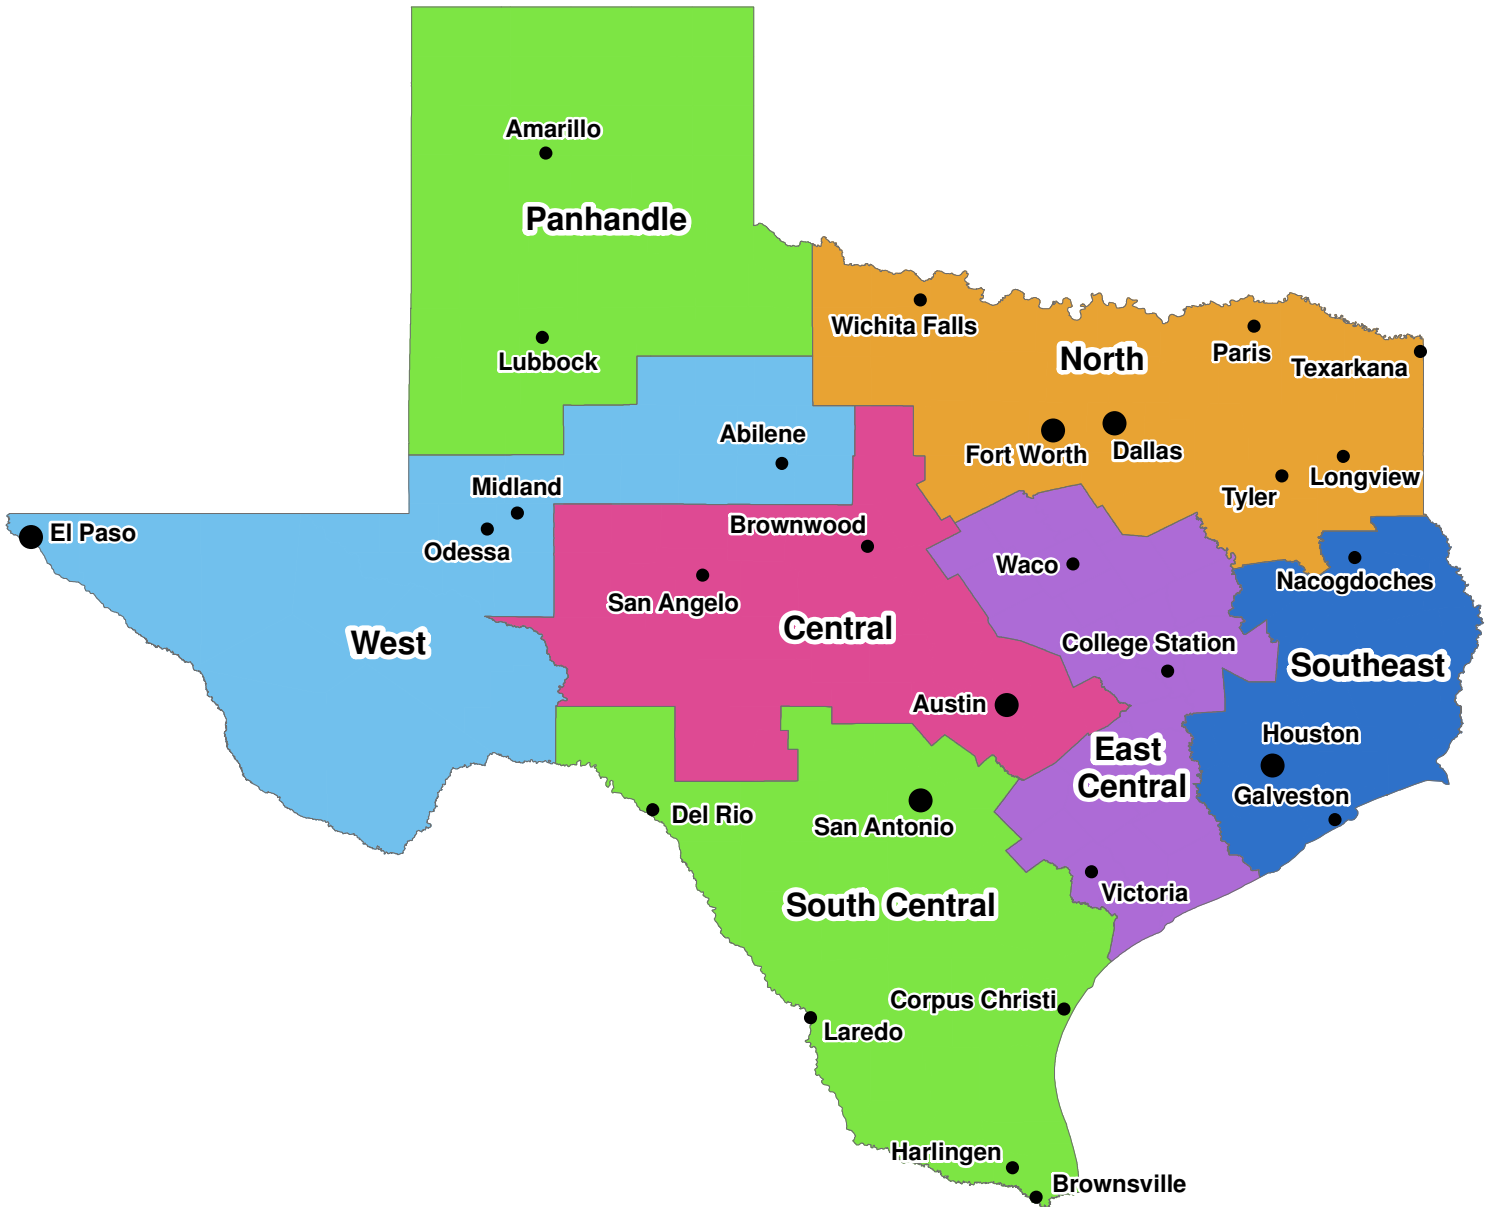 Amarillo
Panhandle
Wichita Falls
Lubbock
North
Paris
Texarkana
Abilene
Fort Worth
Dallas
Midland
Longview
Tyler
El Paso
Odessa
Brownwood
Waco
Nacogdoches
San Angelo
Central
West
College Station
Southeast
Austin
Houston
East
Central
Galveston
Del Rio
San Antonio
Victoria
South Central
Corpus Christi
Laredo
Harlingen
Brownsville